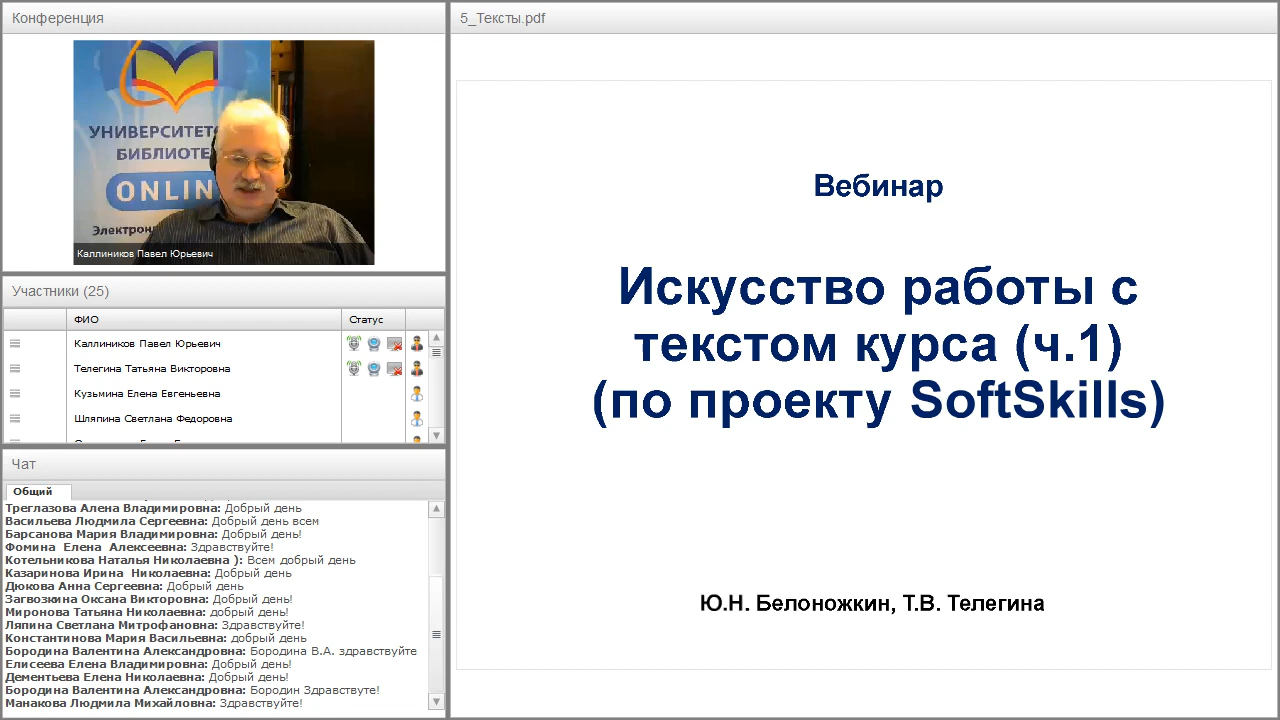 Конференция
УНИВЕРСИТЕТС
БИБЛИОТЕ
ONLIN
Электрон
Каллиников Павел Юрьевич
Участники (25)
ФИО Статус
Каллиников Павел Юрьевич
Телегина Татьяна Викторовна
Кузьмина Елена Евгеньевна
Шляпина Светлана Федоровна
Чат
Общий
Треглазова Алена Владимировна: Добрый день
Васильева Людмила Сергеевна: Добрый день всем
Барсанова Мария Владимировна: Добрый день!
Фомина Елена Алексеевна: Здравствуйте!
Котельникова Наталья Николаевна ): Всем добрый день
Казаринова Ирина Николаевна: Добрый день
Дюкова Анна Сергеевна: Добрый день
Загвозкина Оксана Викторовна: Добрый день!
Миронова Татьяна Николаевна: добрый день!
Ляпина Светлана Митрофановна: Здравствуйте!
Константинова Мария Васильевна: добрый день
Бородина Валентина Александровна: Бородина В.А. здравствуйте
Елисеева Елена Владимировна: Добрый день!
Дементьева Елена Николаевна: Добрый день!
Бородина Валентина Александровна: Бородин Здравствуте!
Манакова Людмила Михайловна: Здравствуйте!
5_Тексты.pdf
Вебинар
Искусство работы с
текстом курса (ч.1)
(по проекту SoftSkills)
Ю.Н. Белоножкин, Т.В. Телегина